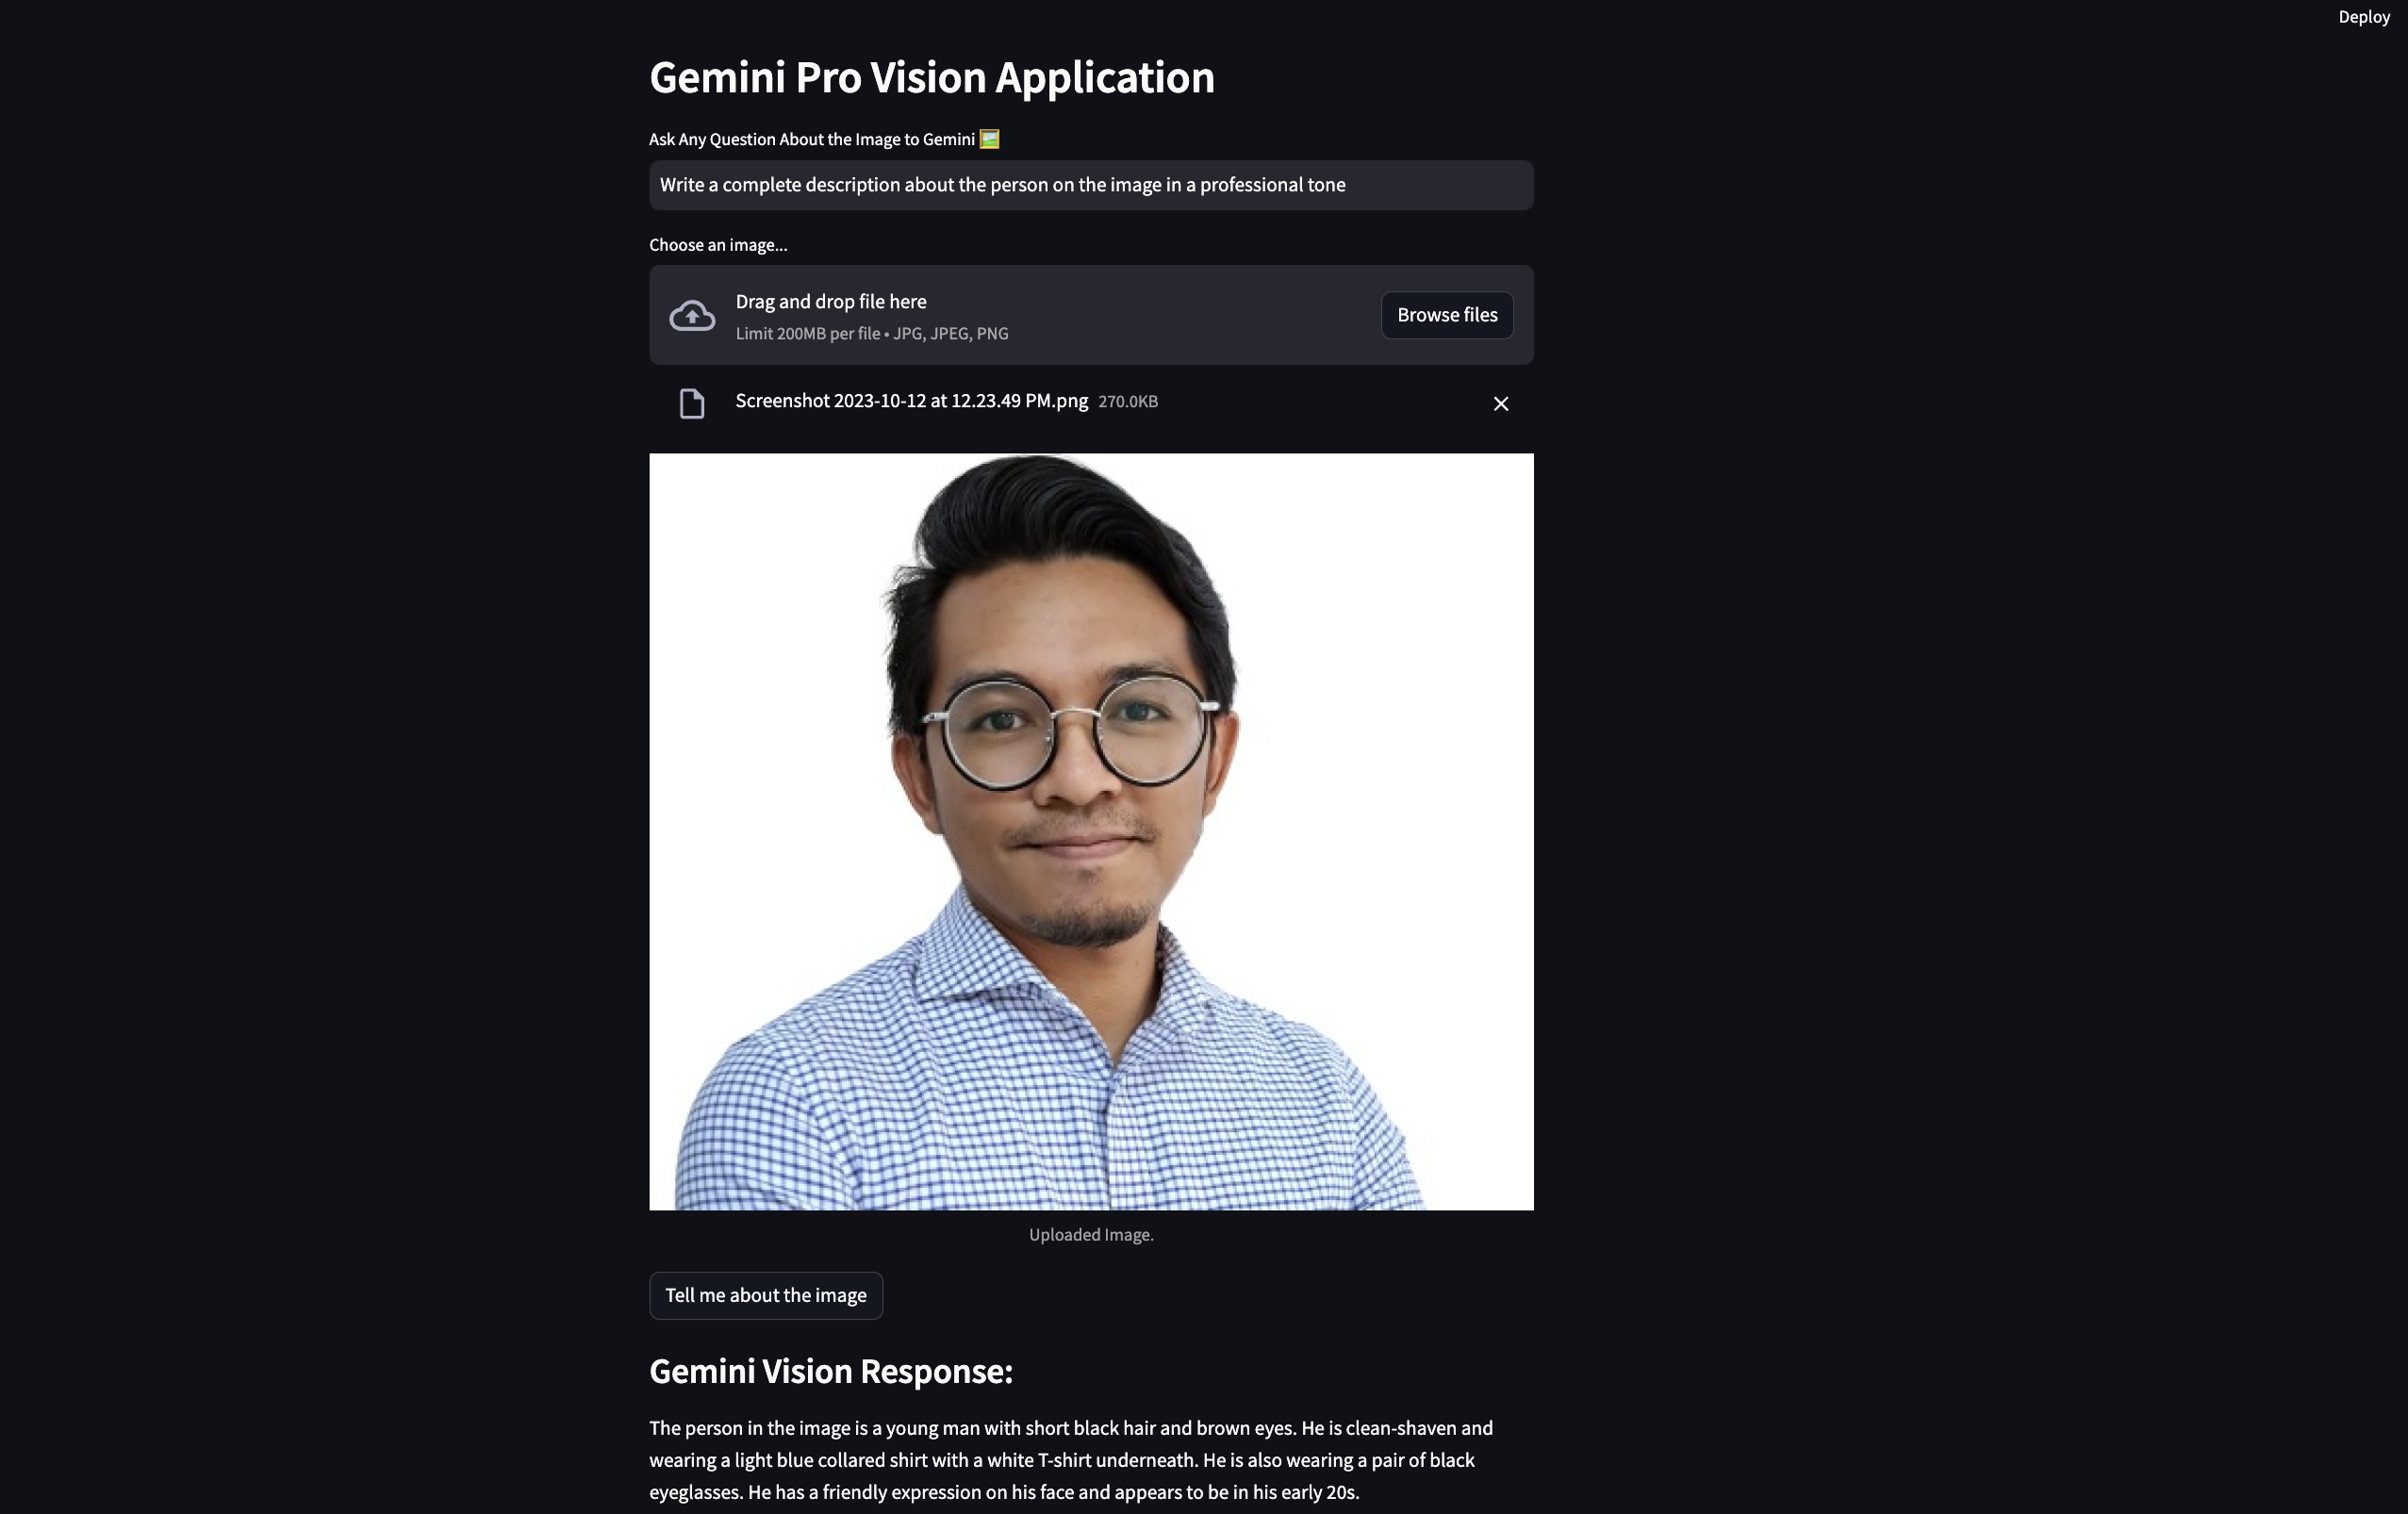 Deploy
Gemini Pro Vision Application
Ask Any Question About the Image to Gemini 🖼️
Write a complete description about the person on the image in a professional tone
Choose an image...
Drag and drop file here
Limit 200MB per file • JPG, JPEG, PNG
Browse files
Screenshot 2023-10-12 at 12.23.49 PM.png 270.0KB
Uploaded Image.
Tell me about the image
Gemini Vision Response:
The person in the image is a young man with short black hair and brown eyes. He is clean-shaven and
wearing a light blue collared shirt with a white T-shirt underneath. He is also wearing a pair of black
eyeglasses. He has a friendly expression on his face and appears to be in his early 20s.